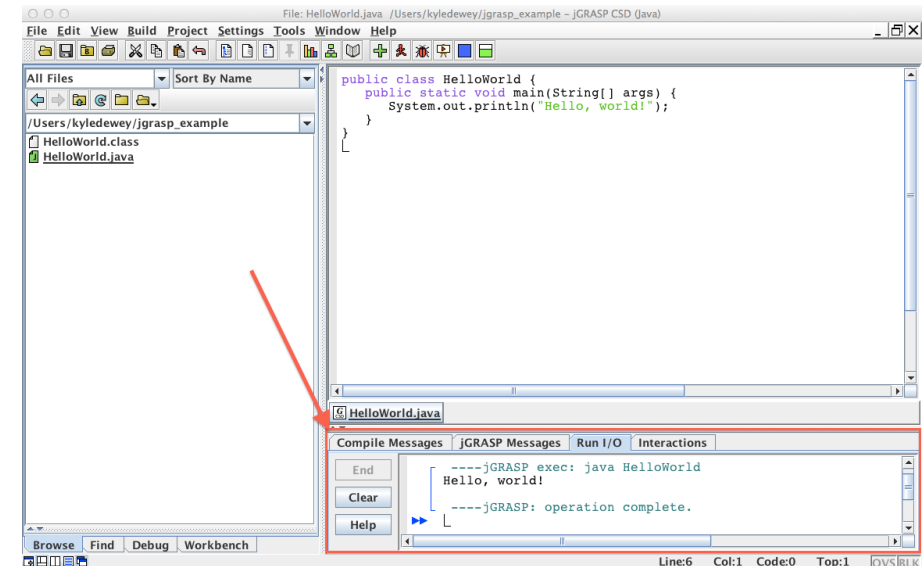 File: HelloWorld.java /Users/kyledewey/jgrasp_example – jGRASP CSD (Java)
File Edit View Build Project Settings Tools Window Help
All Files Sort By Name
/Users/kyledewey/jgrasp_example
HelloWorld.class
HelloWorld.java
Browse Find Debug Workbench
public class HelloWorld {
public static void main(String[] args) {
System.out.println("Hello, world!");
}
}
HelloWorld.java
Compile Messages jGRASP Messages Run I/O Interactions
End
Clear
Help
----jGRASP exec: java HelloWorld
Hello, world!
----jGRASP: operation complete.
Line:6 Col:1 Code:0 Top:1 OVS BLK